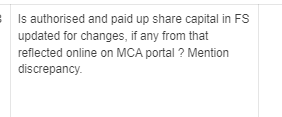 Is authorised and paid up share capital in FS
updated for changes, if any from that
reflected online on MCA portal ? Mention
discrepancy.